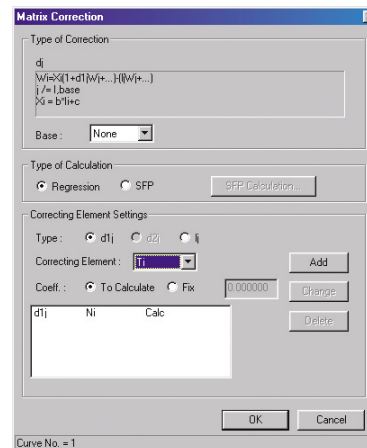 Matrix Correction
Type of Correction
dj
Wi=Xi(1+d1jWj+...)-(ljWj+...)
j /= l,base
Xi = b*Ii+c
Base : None
Type of Calculation
Regression SFP SFP Calculation...
Correcting Element Settings
Type : d1j d2j lj
Correcting Element : Ti Add
Coeff. : To Calculate Fix 0.000000 Change
d1j Ni Calc
Delete
OK Cancel
Curve No. = 1